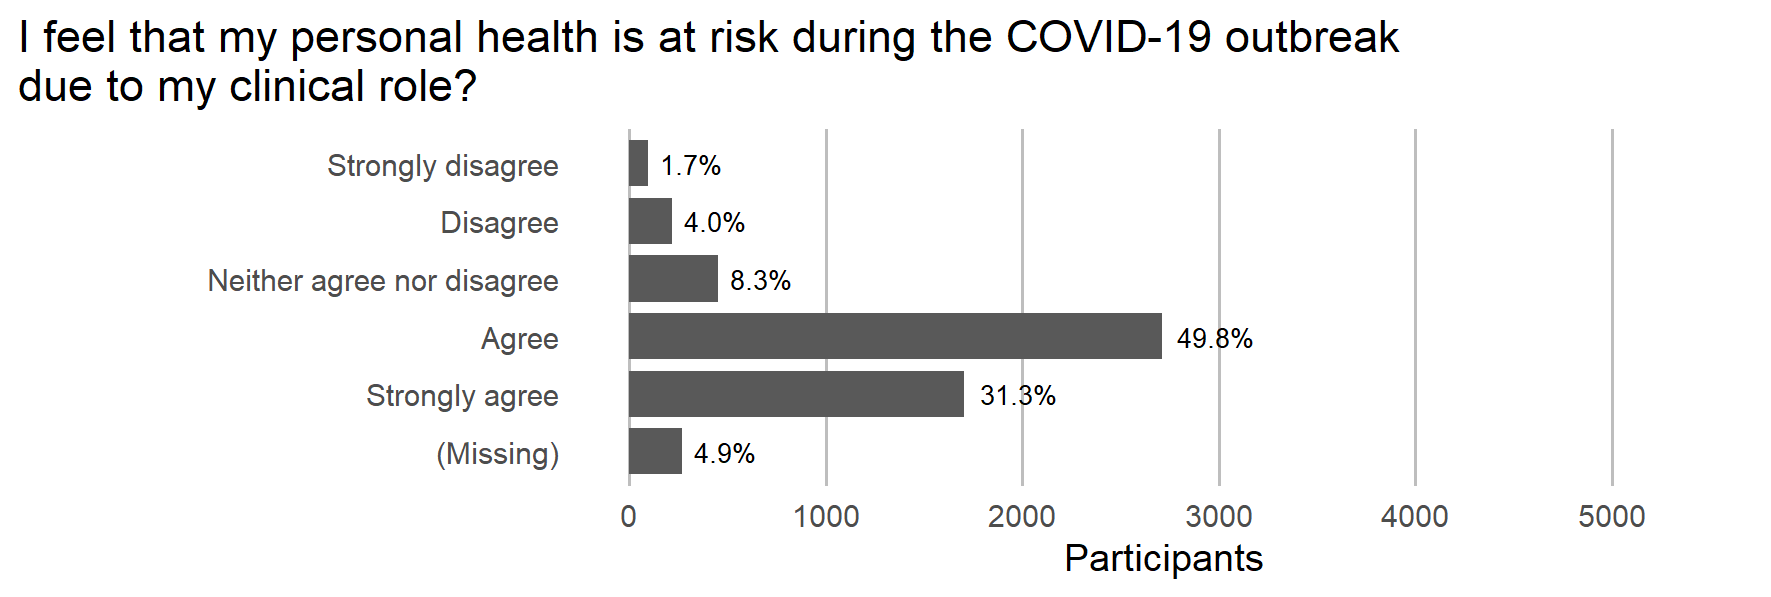 I feel that my personal health is at risk during the COVID-19 outbreak
due to my clinical role?
Strongly disagree 1.7%
Disagree 4.0%
Neither agree nor disagree 8.3%
Agree 49.8%
Strongly agree 31.3%
(Missing) 4.9%
0 1000 2000 3000 4000 5000
Participants